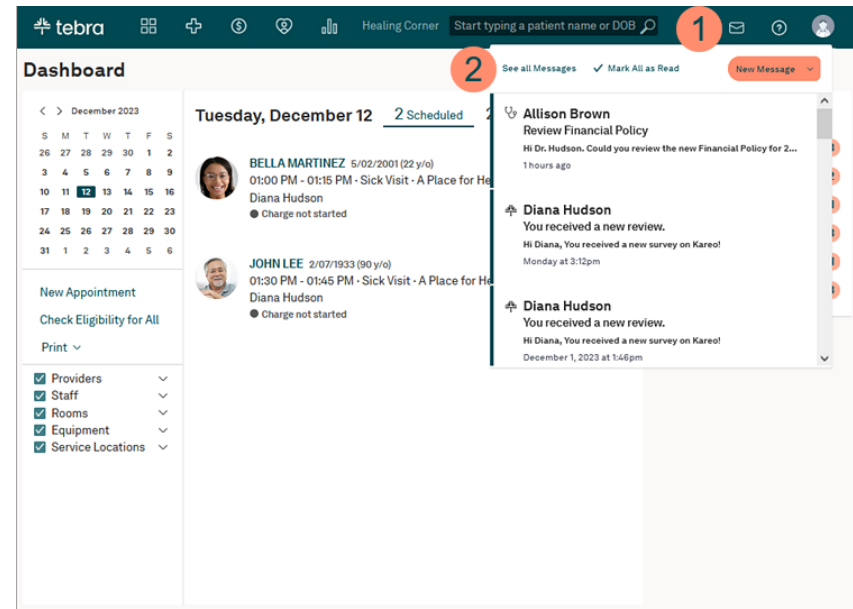 tebra
Healing Corner
Start typing a patient name or DOB
1
Dashboard
2
See all Messages
Mark All as Read
New Message
December 2023
S M T W T F S
26 27 28 29 30 1 2
3 4 5 6 7 8 9
10 11 12 13 14 15 16
17 18 19 20 21 22 23
24 25 26 27 28 29 30
31 1 2 3 4 5 6
New Appointment
Check Eligibility for All
Print
Providers
Staff
Rooms
Equipment
Service Locations
Tuesday, December 12 2 Scheduled
BELLA MARTINEZ 5/02/2001 (22 y/o)
01:00 PM - 01:15 PM · Sick Visit · A Place for He
Diana Hudson
Charge not started
JOHN LEE 2/07/1933 (90 y/o)
01:30 PM - 01:45 PM · Sick Visit · A Place for He
Diana Hudson
Charge not started
Allison Brown
Review Financial Policy
Hi Dr. Hudson. Could you review the new Financial Policy for 2...
1 hours ago
Diana Hudson
You received a new review.
Hi Diana, You received a new survey on Kareo!
Monday at 3:12pm
Diana Hudson
You received a new review.
Hi Diana, You received a new survey on Kareo!
December 1, 2023 at 1:46pm